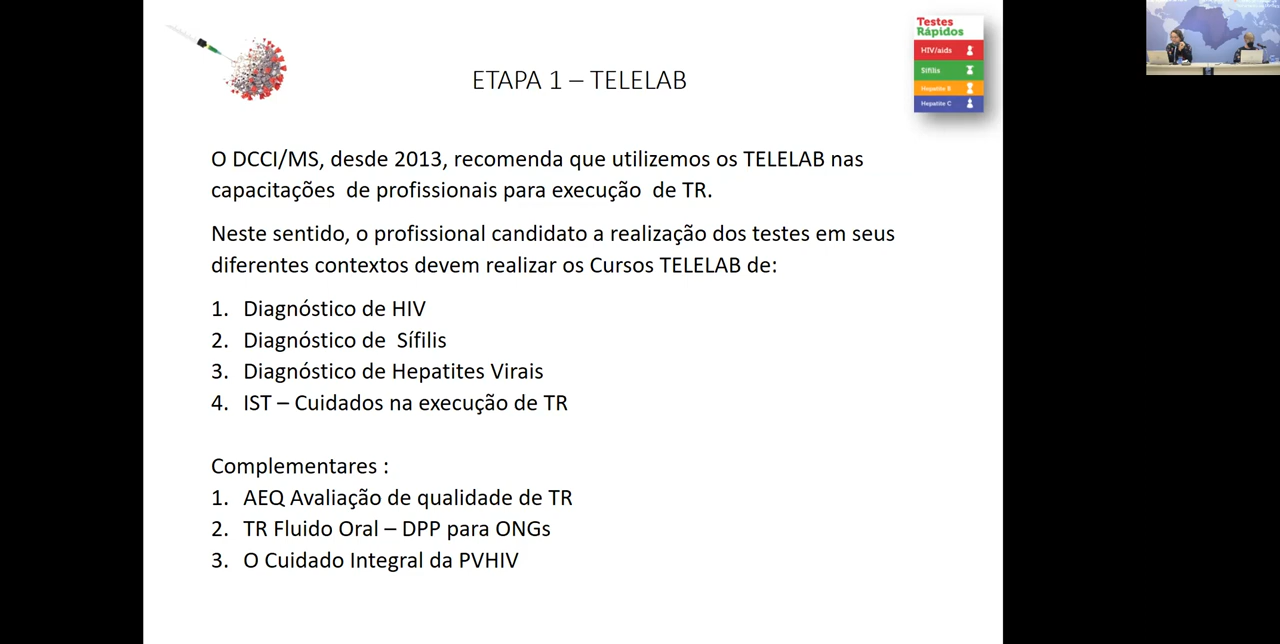 ETAPA 1 – TELELAB
Testes
Rápidos
HIV/aids
Sífilis
Hepatite B
Hepatite C
O DCCI/MS, desde 2013, recomenda que utilizemos os TELELAB nas
capacitações  de profissionais para execução  de TR.
Neste sentido, o profissional candidato a realização dos testes em seus
diferentes contextos devem realizar os Cursos TELELAB de:
1. Diagnóstico de HIV
2. Diagnóstico de  Sífilis
3. Diagnóstico de Hepatites Virais
4. IST – Cuidados na execução de TR
Complementares :
1. AEQ Avaliação de qualidade de TR
2. TR Fluido Oral – DPP para ONGs
3. O Cuidado Integral da PVHIV